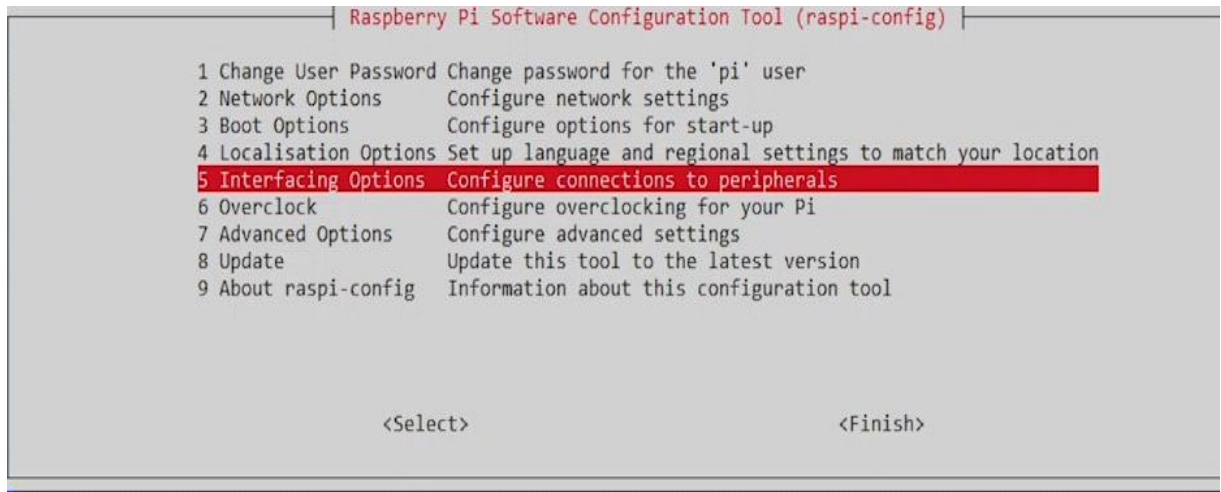 Raspberry Pi Software Configuration Tool (raspi-config)
1 Change User Password Change password for the 'pi' user
2 Network Options Configure network settings
3 Boot Options Configure options for start-up
4 Localisation Options Set up language and regional settings to match your location
5 Interfacing Options Configure connections to peripherals
6 Overclock Configure overclocking for your Pi
7 Advanced Options Configure advanced settings
8 Update Update this tool to the latest version
9 About raspi-config Information about this configuration tool
<Select> <Finish>